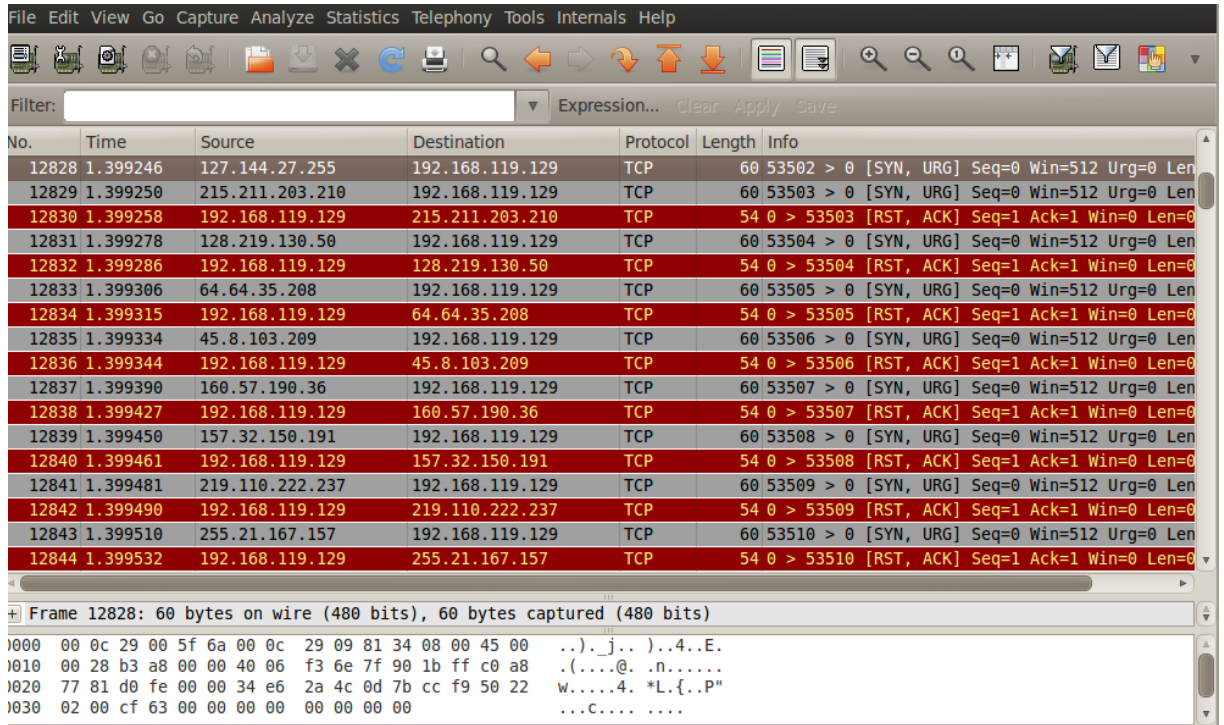 File Edit View Go Capture Analyze Statistics Telephony Tools Internals Help
Filter: Expression... Clear Apply Save
No. Time Source Destination Protocol Length Info
12828 1.399246 127.144.27.255 192.168.119.129 TCP 60 53502 > 0 [SYN, URG] Seq=0 Win=512 Urg=0 Len
12829 1.399250 215.211.203.210 192.168.119.129 TCP 60 53503 > 0 [SYN, URG] Seq=0 Win=512 Urg=0 Len
12830 1.399258 192.168.119.129 215.211.203.210 TCP 54 0 > 53503 [RST, ACK] Seq=1 Ack=1 Win=0 Len=0
12831 1.399278 128.219.130.50 192.168.119.129 TCP 60 53504 > 0 [SYN, URG] Seq=0 Win=512 Urg=0 Len
12832 1.399286 192.168.119.129 128.219.130.50 TCP 54 0 > 53504 [RST, ACK] Seq=1 Ack=1 Win=0 Len=0
12833 1.399306 64.64.35.208 192.168.119.129 TCP 60 53505 > 0 [SYN, URG] Seq=0 Win=512 Urg=0 Len
12834 1.399315 192.168.119.129 64.64.35.208 TCP 54 0 > 53505 [RST, ACK] Seq=1 Ack=1 Win=0 Len=0
12835 1.399334 45.8.103.209 192.168.119.129 TCP 60 53506 > 0 [SYN, URG] Seq=0 Win=512 Urg=0 Len
12836 1.399344 192.168.119.129 45.8.103.209 TCP 54 0 > 53506 [RST, ACK] Seq=1 Ack=1 Win=0 Len=0
12837 1.399390 160.57.190.36 192.168.119.129 TCP 60 53507 > 0 [SYN, URG] Seq=0 Win=512 Urg=0 Len
12838 1.399427 192.168.119.129 160.57.190.36 TCP 54 0 > 53507 [RST, ACK] Seq=1 Ack=1 Win=0 Len=0
12839 1.399450 157.32.150.191 192.168.119.129 TCP 60 53508 > 0 [SYN, URG] Seq=0 Win=512 Urg=0 Len
12840 1.399461 192.168.119.129 157.32.150.191 TCP 54 0 > 53508 [RST, ACK] Seq=1 Ack=1 Win=0 Len=0
12841 1.399481 219.110.222.237 192.168.119.129 TCP 60 53509 > 0 [SYN, URG] Seq=0 Win=512 Urg=0 Len
12842 1.399490 192.168.119.129 219.110.222.237 TCP 54 0 > 53509 [RST, ACK] Seq=1 Ack=1 Win=0 Len=0
12843 1.399510 255.21.167.157 192.168.119.129 TCP 60 53510 > 0 [SYN, URG] Seq=0 Win=512 Urg=0 Len
12844 1.399532 192.168.119.129 255.21.167.157 TCP 54 0 > 53510 [RST, ACK] Seq=1 Ack=1 Win=0 Len=0
Frame 12828: 60 bytes on wire (480 bits), 60 bytes captured (480 bits)
0000 00 0c 29 00 5f 6a 00 0c 29 09 81 34 08 00 45 00 ..)._j.. )..4..E.
0010 00 28 b3 a8 00 00 40 06 f3 6e 7f 90 1b ff c0 a8 .(....@. .n......
0020 77 81 d0 fe 00 00 34 e6 2a 4c 0d 7b cc f9 50 22 w.....4. *L.{..P"
0030 02 00 cf 63 00 00 00 00 00 00 00 00 ...c.... ....